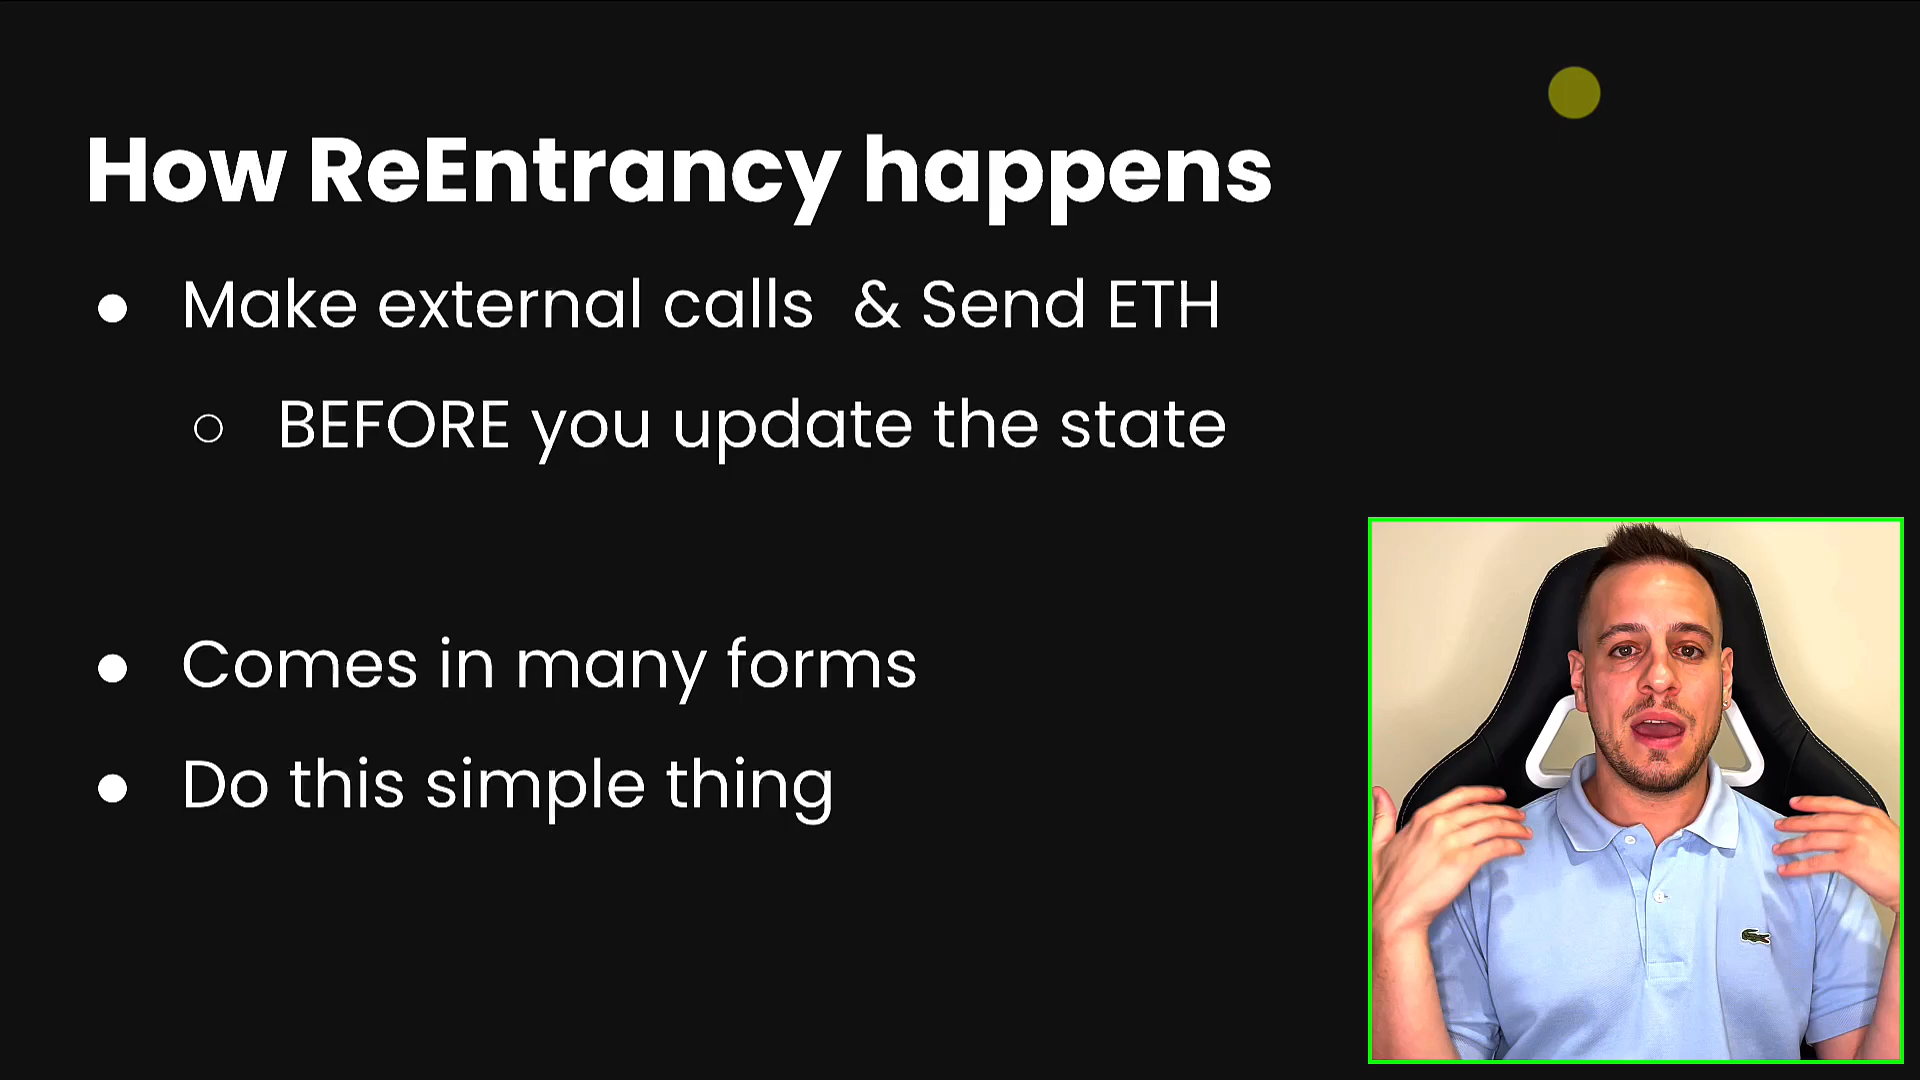 How ReEntrancy happens
● Make external calls & Send ETH
○ BEFORE you update the state
● Comes in many forms
● Do this simple thing